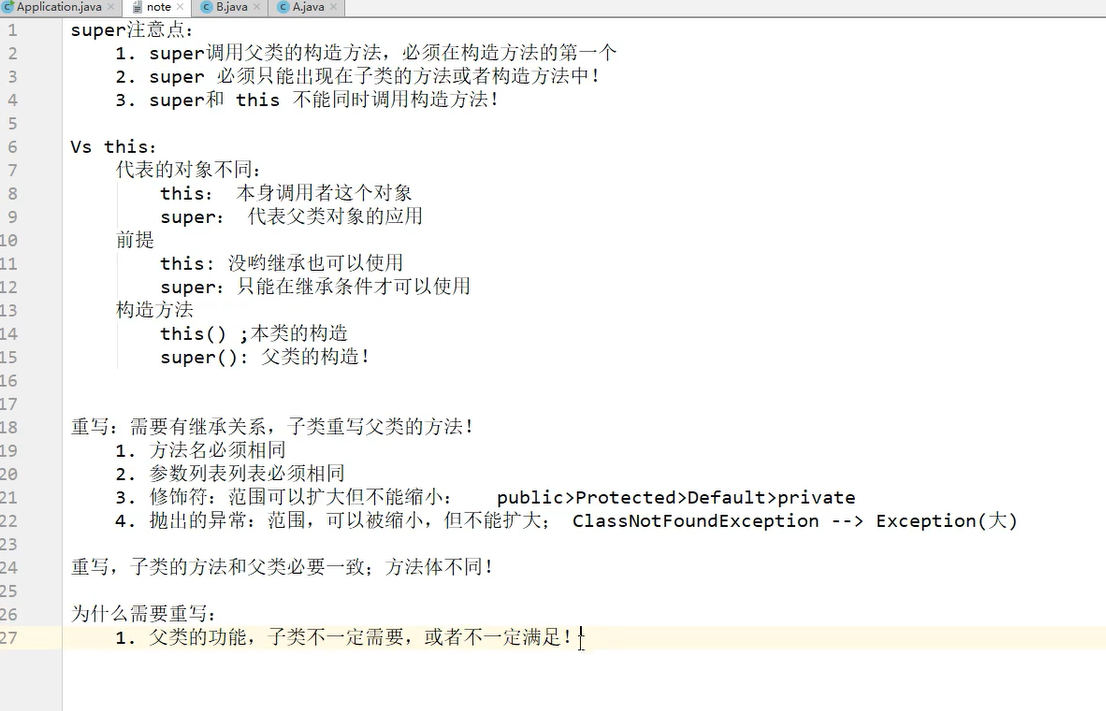 Application.java note B.java A.java
1 super注意点：
2 1. super调用父类的构造方法，必须在构造方法的第一个
3 2. super 必须只能出现在子类的方法或者构造方法中！
4 3. super和 this 不能同时调用构造方法！
5
6 Vs this：
7 代表的对象不同：
8 this： 本身调用者这个对象
9 super： 代表父类对象的应用
10 前提
11 this：没哟继承也可以使用
12 super：只能在继承条件才可以使用
13 构造方法
14 this() ;本类的构造
15 super()：父类的构造！
16
17
18 重写：需要有继承关系，子类重写父类的方法！
19 1. 方法名必须相同
20 2. 参数列表列表必须相同
21 3. 修饰符：范围可以扩大但不能缩小： public>Protected>Default>private
22 4. 抛出的异常：范围，可以被缩小，但不能扩大； ClassNotFoundException --> Exception(大)
23
24 重写，子类的方法和父类必要一致；方法体不同！
25
26 为什么需要重写：
27 1. 父类的功能，子类不一定需要，或者不一定满足！